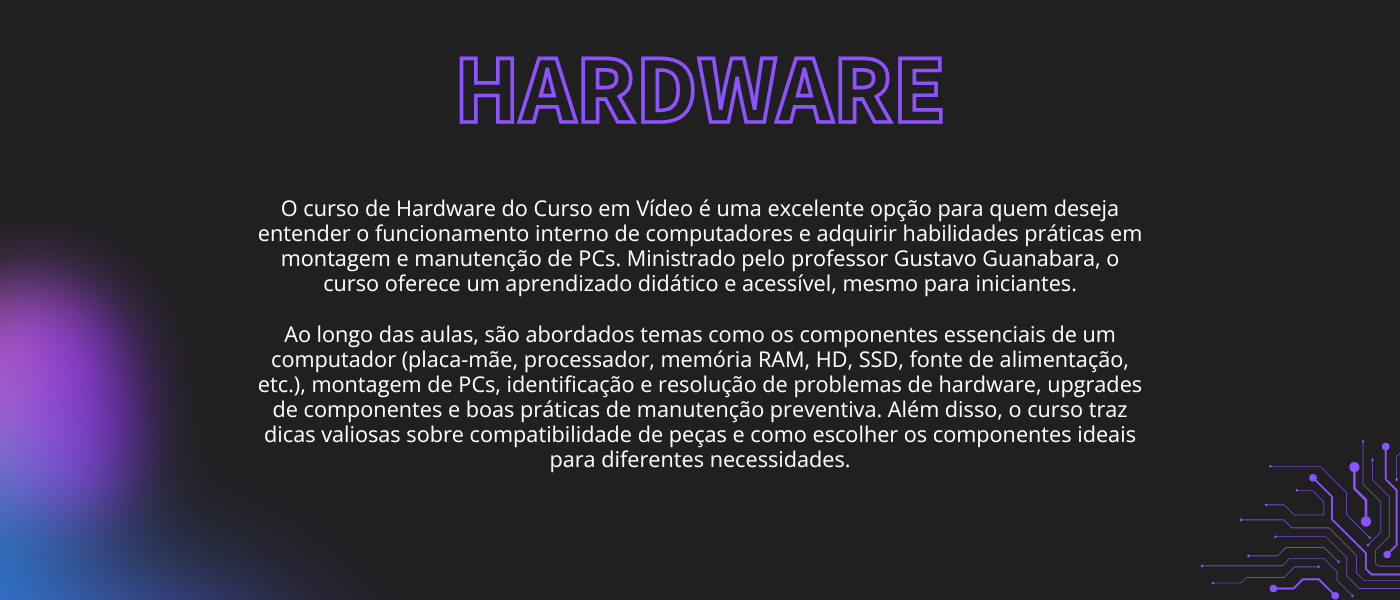 HARDWARE
O curso de Hardware do Curso em Vídeo é uma excelente opção para quem deseja
entender o funcionamento interno de computadores e adquirir habilidades práticas em
montagem e manutenção de PCs. Ministrado pelo professor Gustavo Guanabara, o
curso oferece um aprendizado didático e acessível, mesmo para iniciantes.
Ao longo das aulas, são abordados temas como os componentes essenciais de um
computador (placa-mãe, processador, memória RAM, HD, SSD, fonte de alimentação,
etc.), montagem de PCs, identificação e resolução de problemas de hardware, upgrades
de componentes e boas práticas de manutenção preventiva. Além disso, o curso traz
dicas valiosas sobre compatibilidade de peças e como escolher os componentes ideais
para diferentes necessidades.